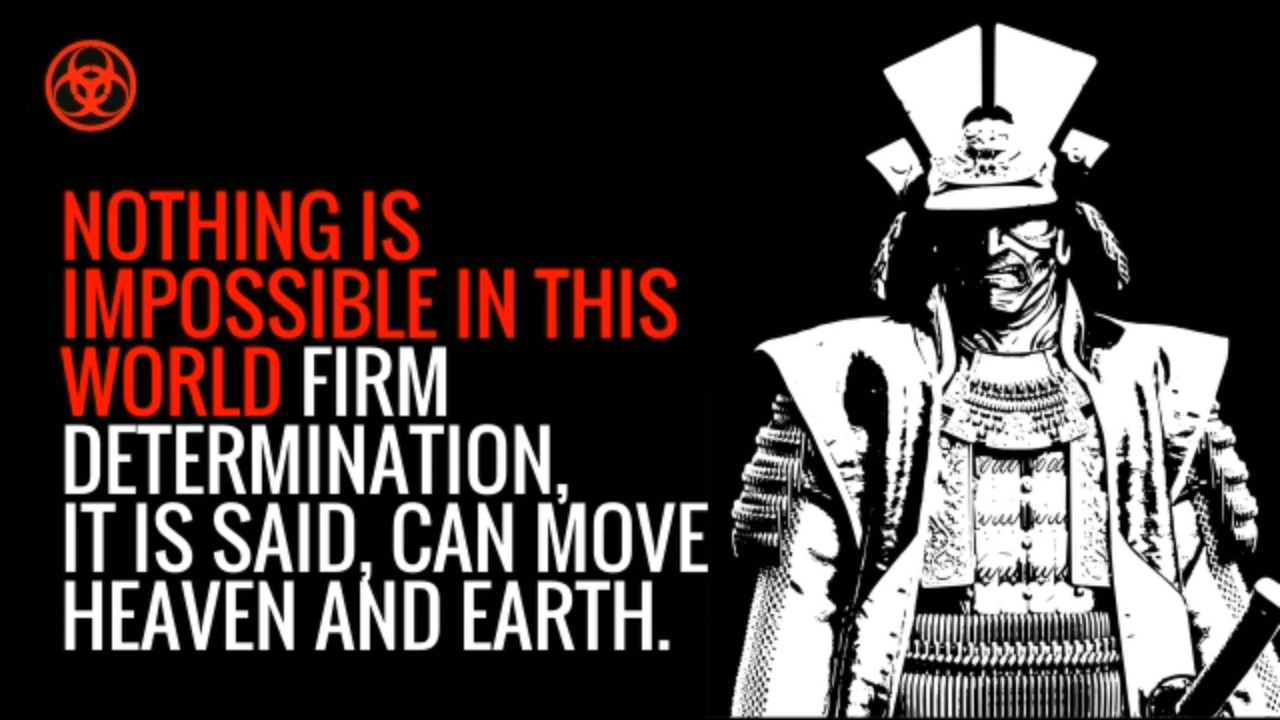 NOTHING IS
IMPOSSIBLE IN THIS
WORLD FIRM
DETERMINATION,
IT IS SAID, CAN MOVE
HEAVEN AND EARTH.